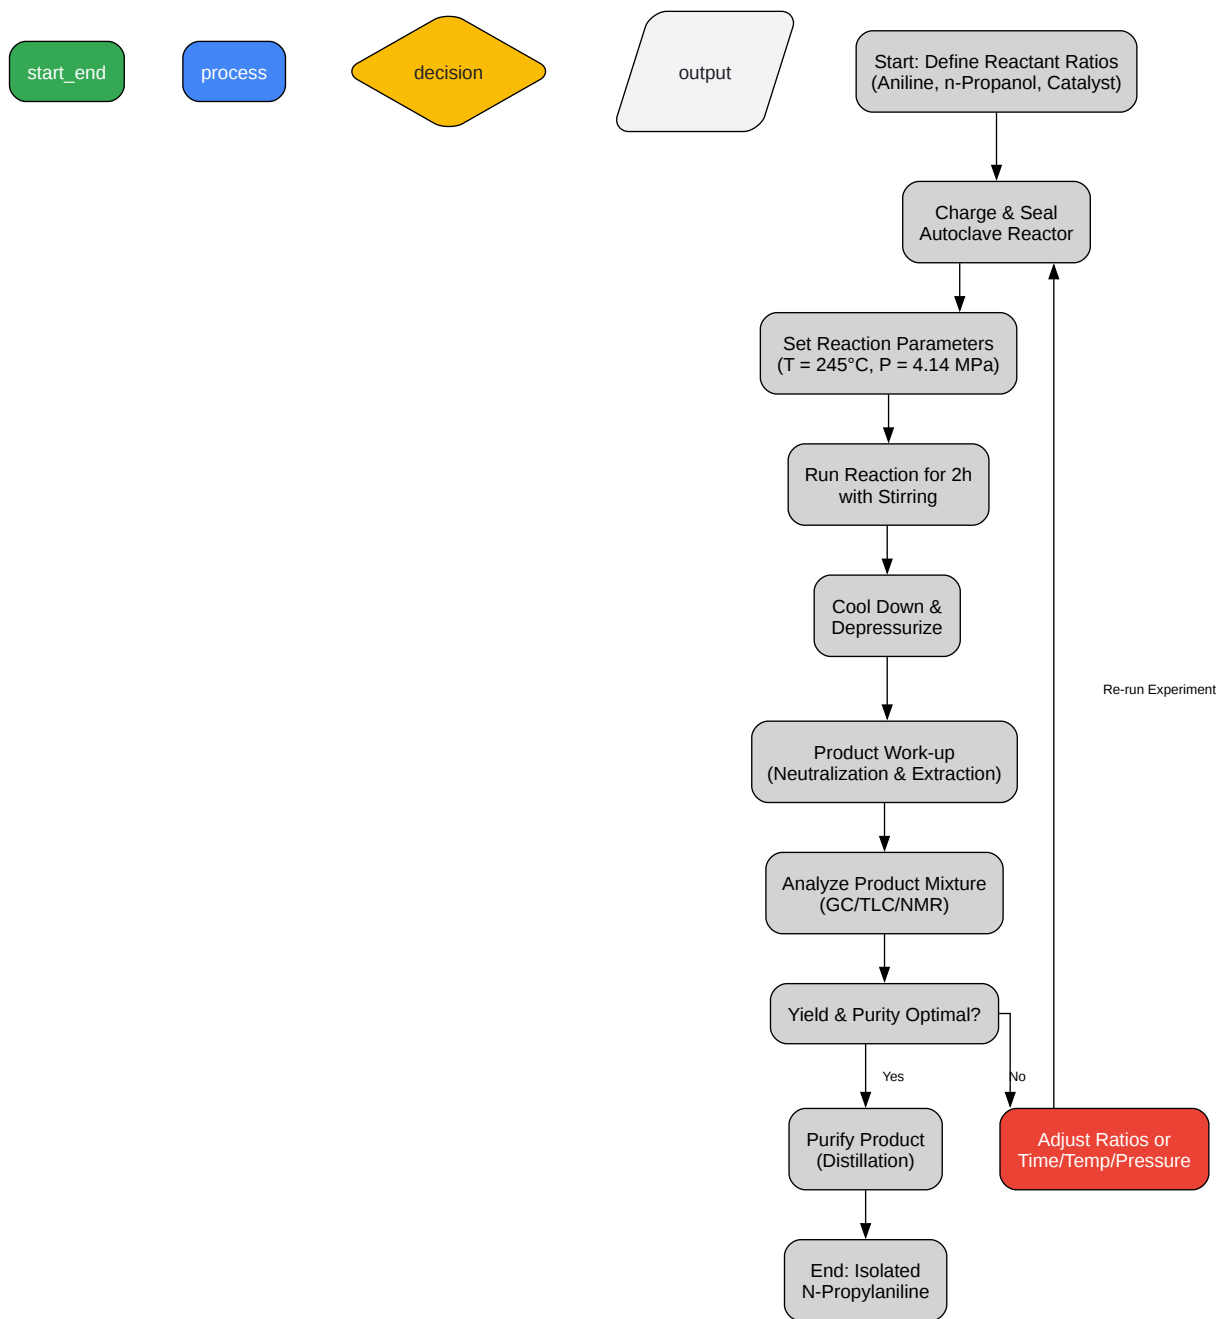 start_end
process
decision
output
Start: Define Reactant Ratios
(Aniline, n-Propanol, Catalyst)
Charge & Seal
Autoclave Reactor
Set Reaction Parameters
(T = 245°C, P = 4.14 MPa)
Run Reaction for 2h
with Stirring
Cool Down &
Depressurize
Re-run Experiment
Product Work-up
(Neutralization & Extraction)
Analyze Product Mixture
(GC/TLC/NMR)
Yield & Purity Optimal?
Yes
No
Purify Product
(Distillation)
Adjust Ratios or
Time/Temp/Pressure
End: Isolated
N-Propylaniline